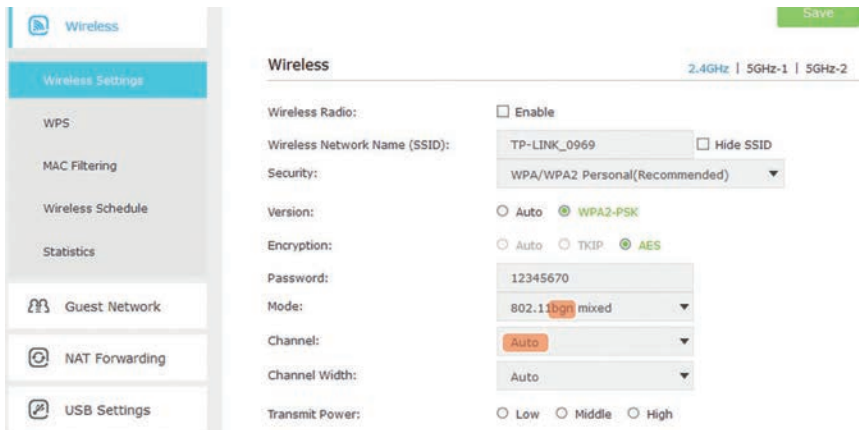 Save
Wireless
Wireless Settings
WPS
MAC Filtering
Wireless Schedule
Statistics
Guest Network
NAT Forwarding
USB Settings
Wireless
2.4GHz | 5GHz-1 | 5GHz-2
Wireless Radio: Enable
Wireless Network Name (SSID): TP-LINK_0969 Hide SSID
Security: WPA/WPA2 Personal(Recommended)
Version: Auto WPA2-PSK
Encryption: Auto TKIP AES
Password: 12345670
Mode: 802.11bgn mixed
Channel: Auto
Channel Width: Auto
Transmit Power: Low Middle High